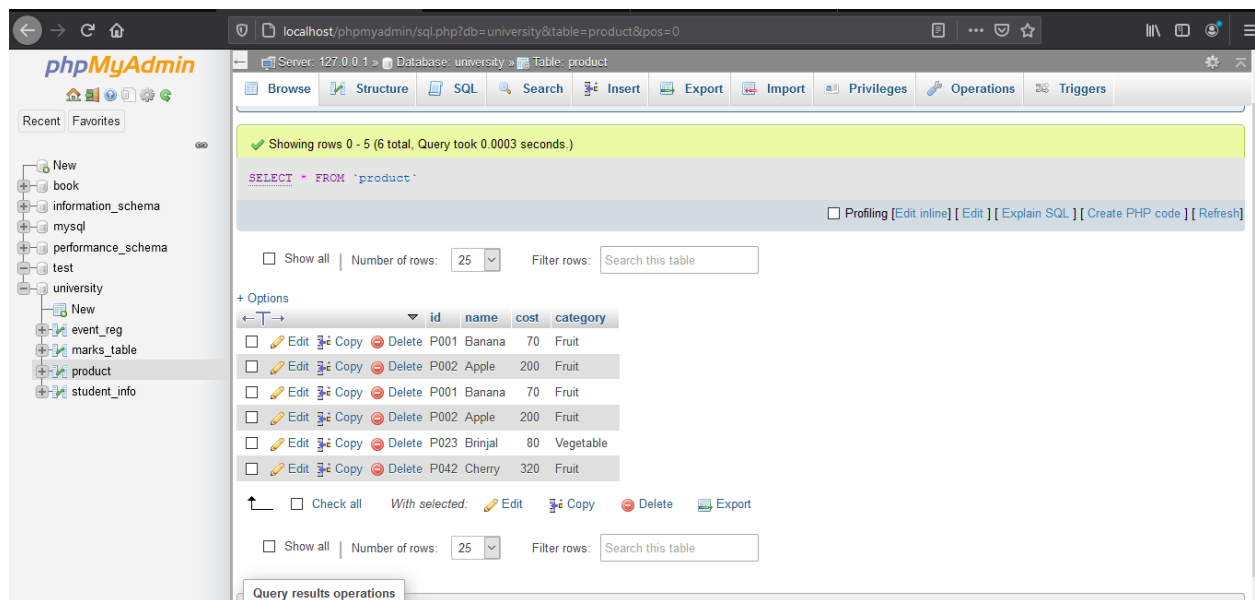 localhost/phpmyadmin/sql.php?db=university&table=product&pos=0
phpMyAdmin
Recent Favorites
New
book
information_schema
mysql
performance_schema
test
university
New
event_reg
marks_table
product
student_info
Server: 127.0.0.1 » Database: university » Table: product
Browse Structure SQL Search Insert Export Import Privileges Operations Triggers
Showing rows 0 - 5 (6 total, Query took 0.0003 seconds.)
SELECT * FROM `product`
Profiling [Edit inline] [ Edit ] [ Explain SQL ] [ Create PHP code ] [ Refresh]
Show all | Number of rows: 25 Filter rows: Search this table
+ Options
←T→ id name cost category
Edit Copy Delete P001 Banana 70 Fruit
Edit Copy Delete P002 Apple 200 Fruit
Edit Copy Delete P001 Banana 70 Fruit
Edit Copy Delete P002 Apple 200 Fruit
Edit Copy Delete P023 Brinjal 80 Vegetable
Edit Copy Delete P042 Cherry 320 Fruit
Check all With selected: Edit Copy Delete Export
Show all | Number of rows: 25 Filter rows: Search this table
Query results operations